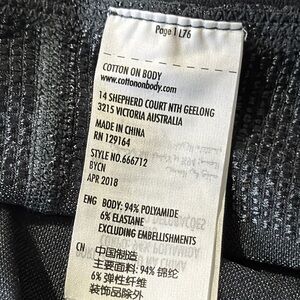 Page 1 L76
COTTON ON BODY
www.cottononbody.com
14 SHEPHERD COURT NTH GEELONG
3215 VICTORIA AUSTRALIA
MADE IN CHINA
RN 129164
STYLE NO.666712
BYCN
APR 2018
ENG BODY: 94% POLYAMIDE
6% ELASTANE
EXCLUDING EMBELLISHMENTS
CN 中国制造
主要面料: 94% 锦纶
6% 弹性纤维
装饰品除外